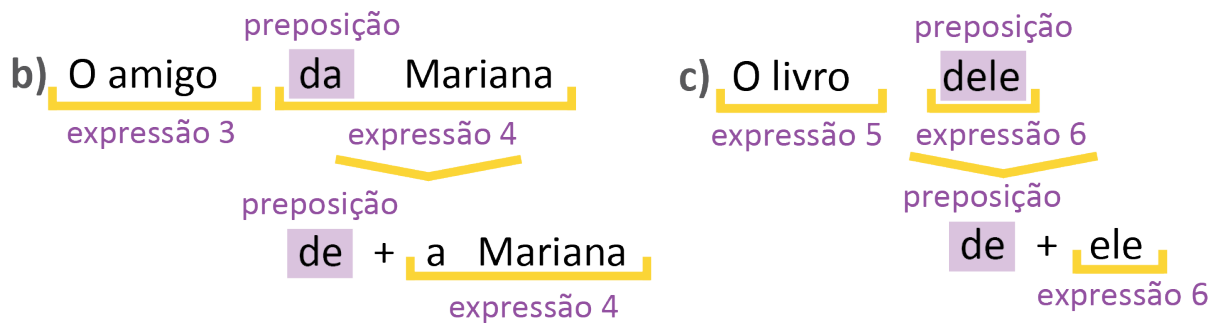 preposição
b) O amigo da Mariana
expressão 3 expressão 4
preposição
de + a Mariana
expressão 4
preposição
c) O livro dele
expressão 5 expressão 6
preposição
de + ele
expressão 6